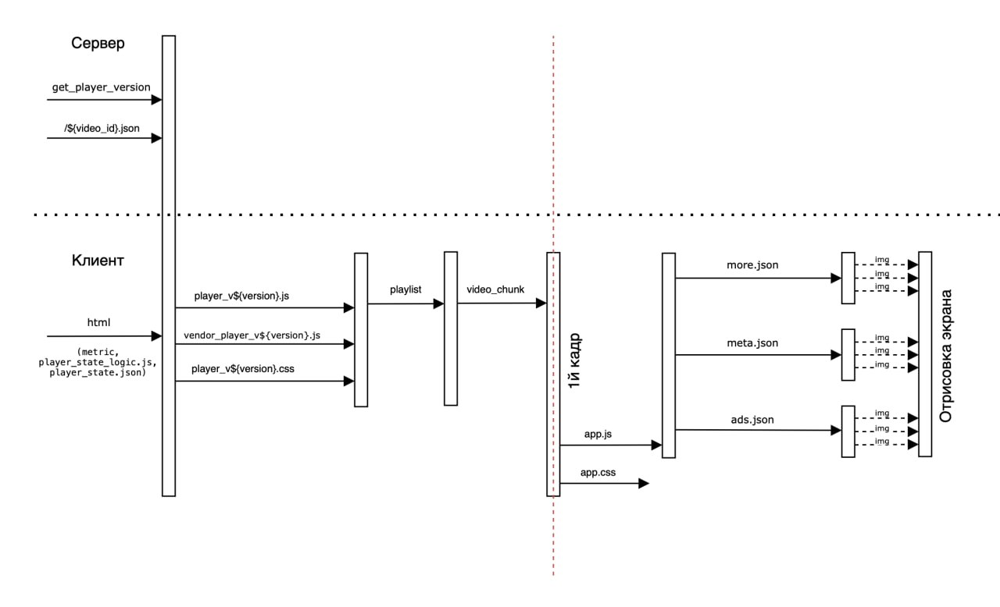 Сервер
get_player_version
/${video_id}.json
Клиент
html
(metric,
player_state_logic.js,
player_state.json)
player_v${version}.js
vendor_player_v${version}.js
player_v${version}.css
playlist
video_chunk
1й кадр
app.js
app.css
more.json
img
img
img
meta.json
img
img
img
ads.json
img
img
img
Отрисовка экрана